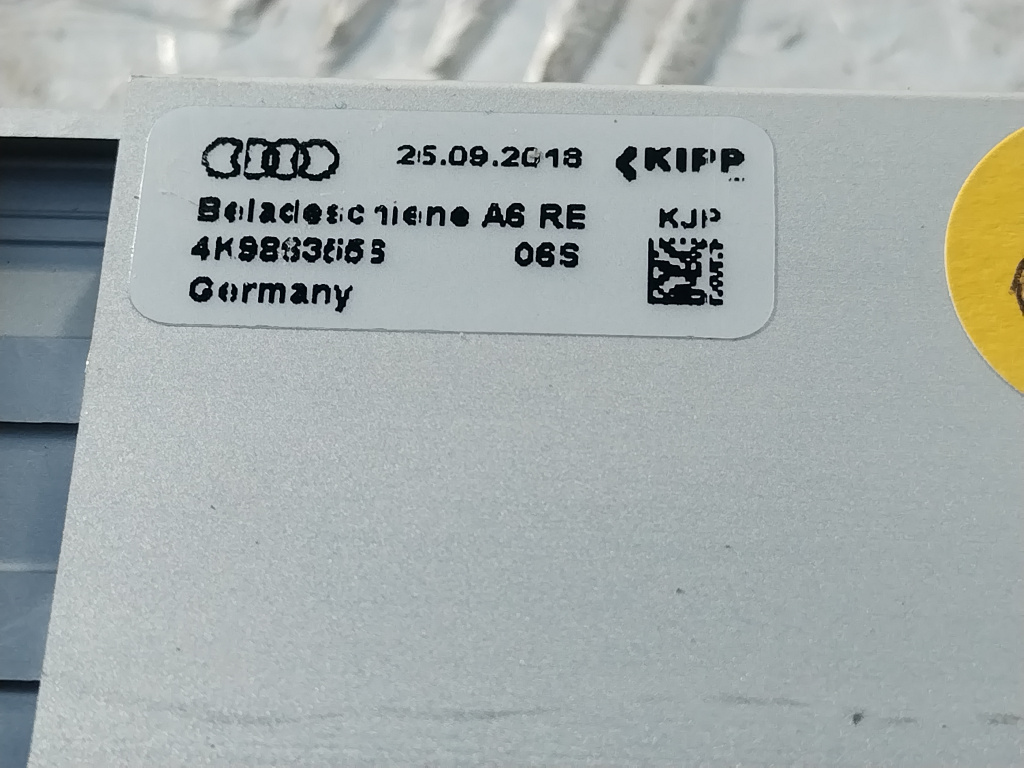 25.09.2018 KIPP
Beladeschiene A6 RE KJP
06S
Germany